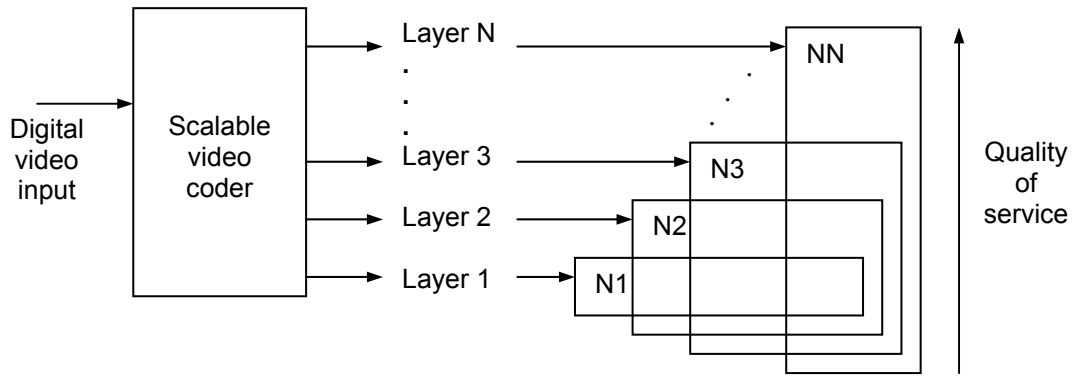 Digital
video
input
Scalable
video
coder
Layer N
Layer 3
Layer 2
Layer 1
NN
N3
N2
N1
Quality
of
service